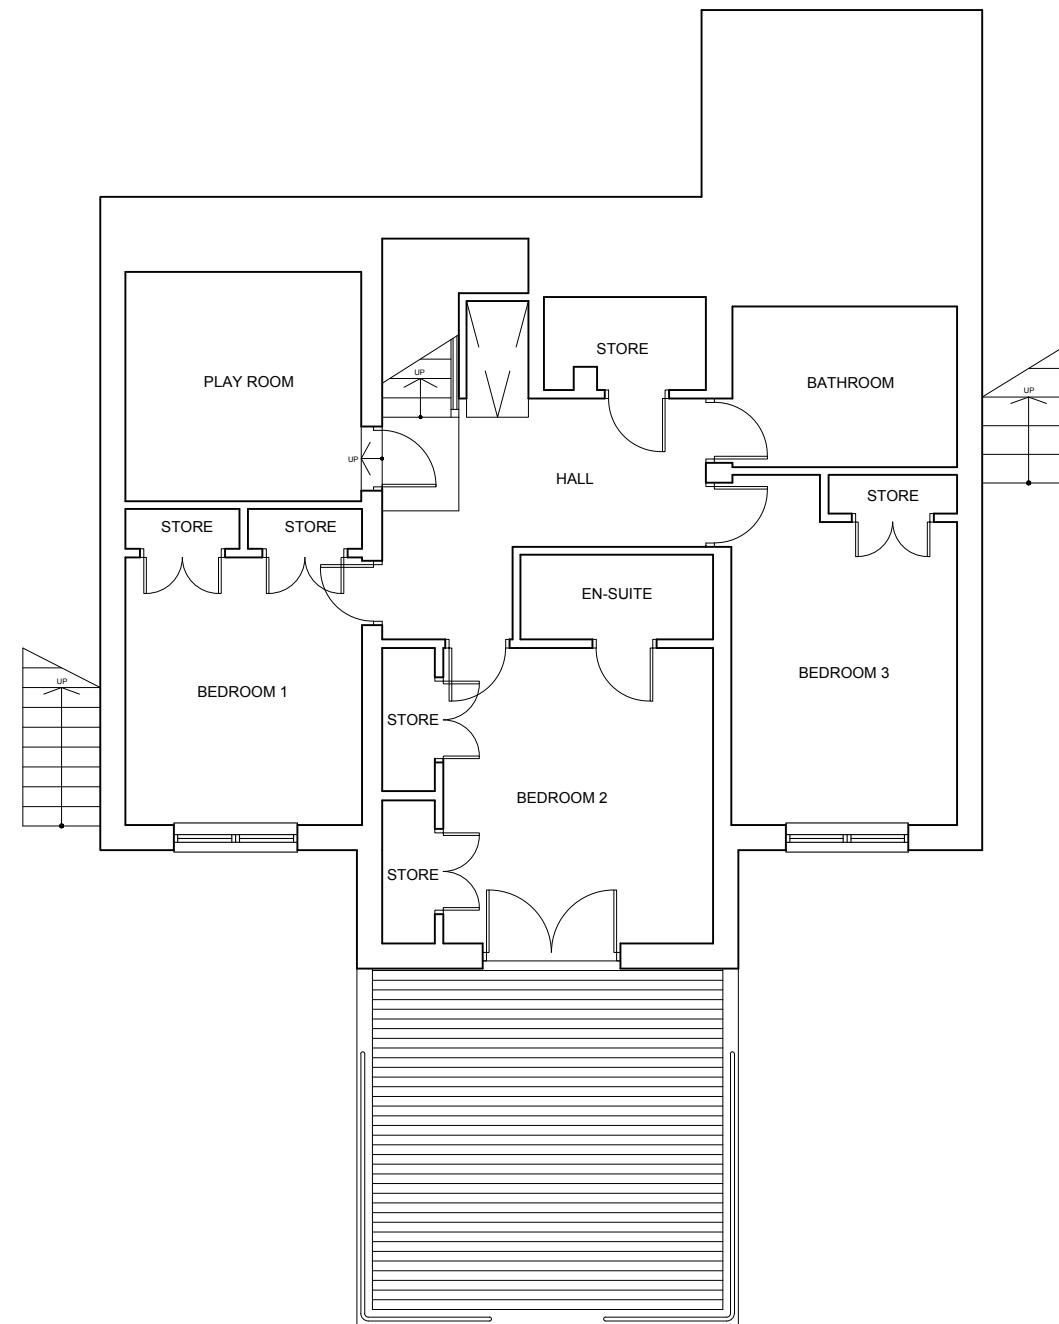 STORE
UP
PLAY ROOM
BATHROOM
UP
UP
HALL
STORE
STORE
STORE
EN-SUITE
BEDROOM 3
UP
BEDROOM 1
STORE
BEDROOM 2
STORE